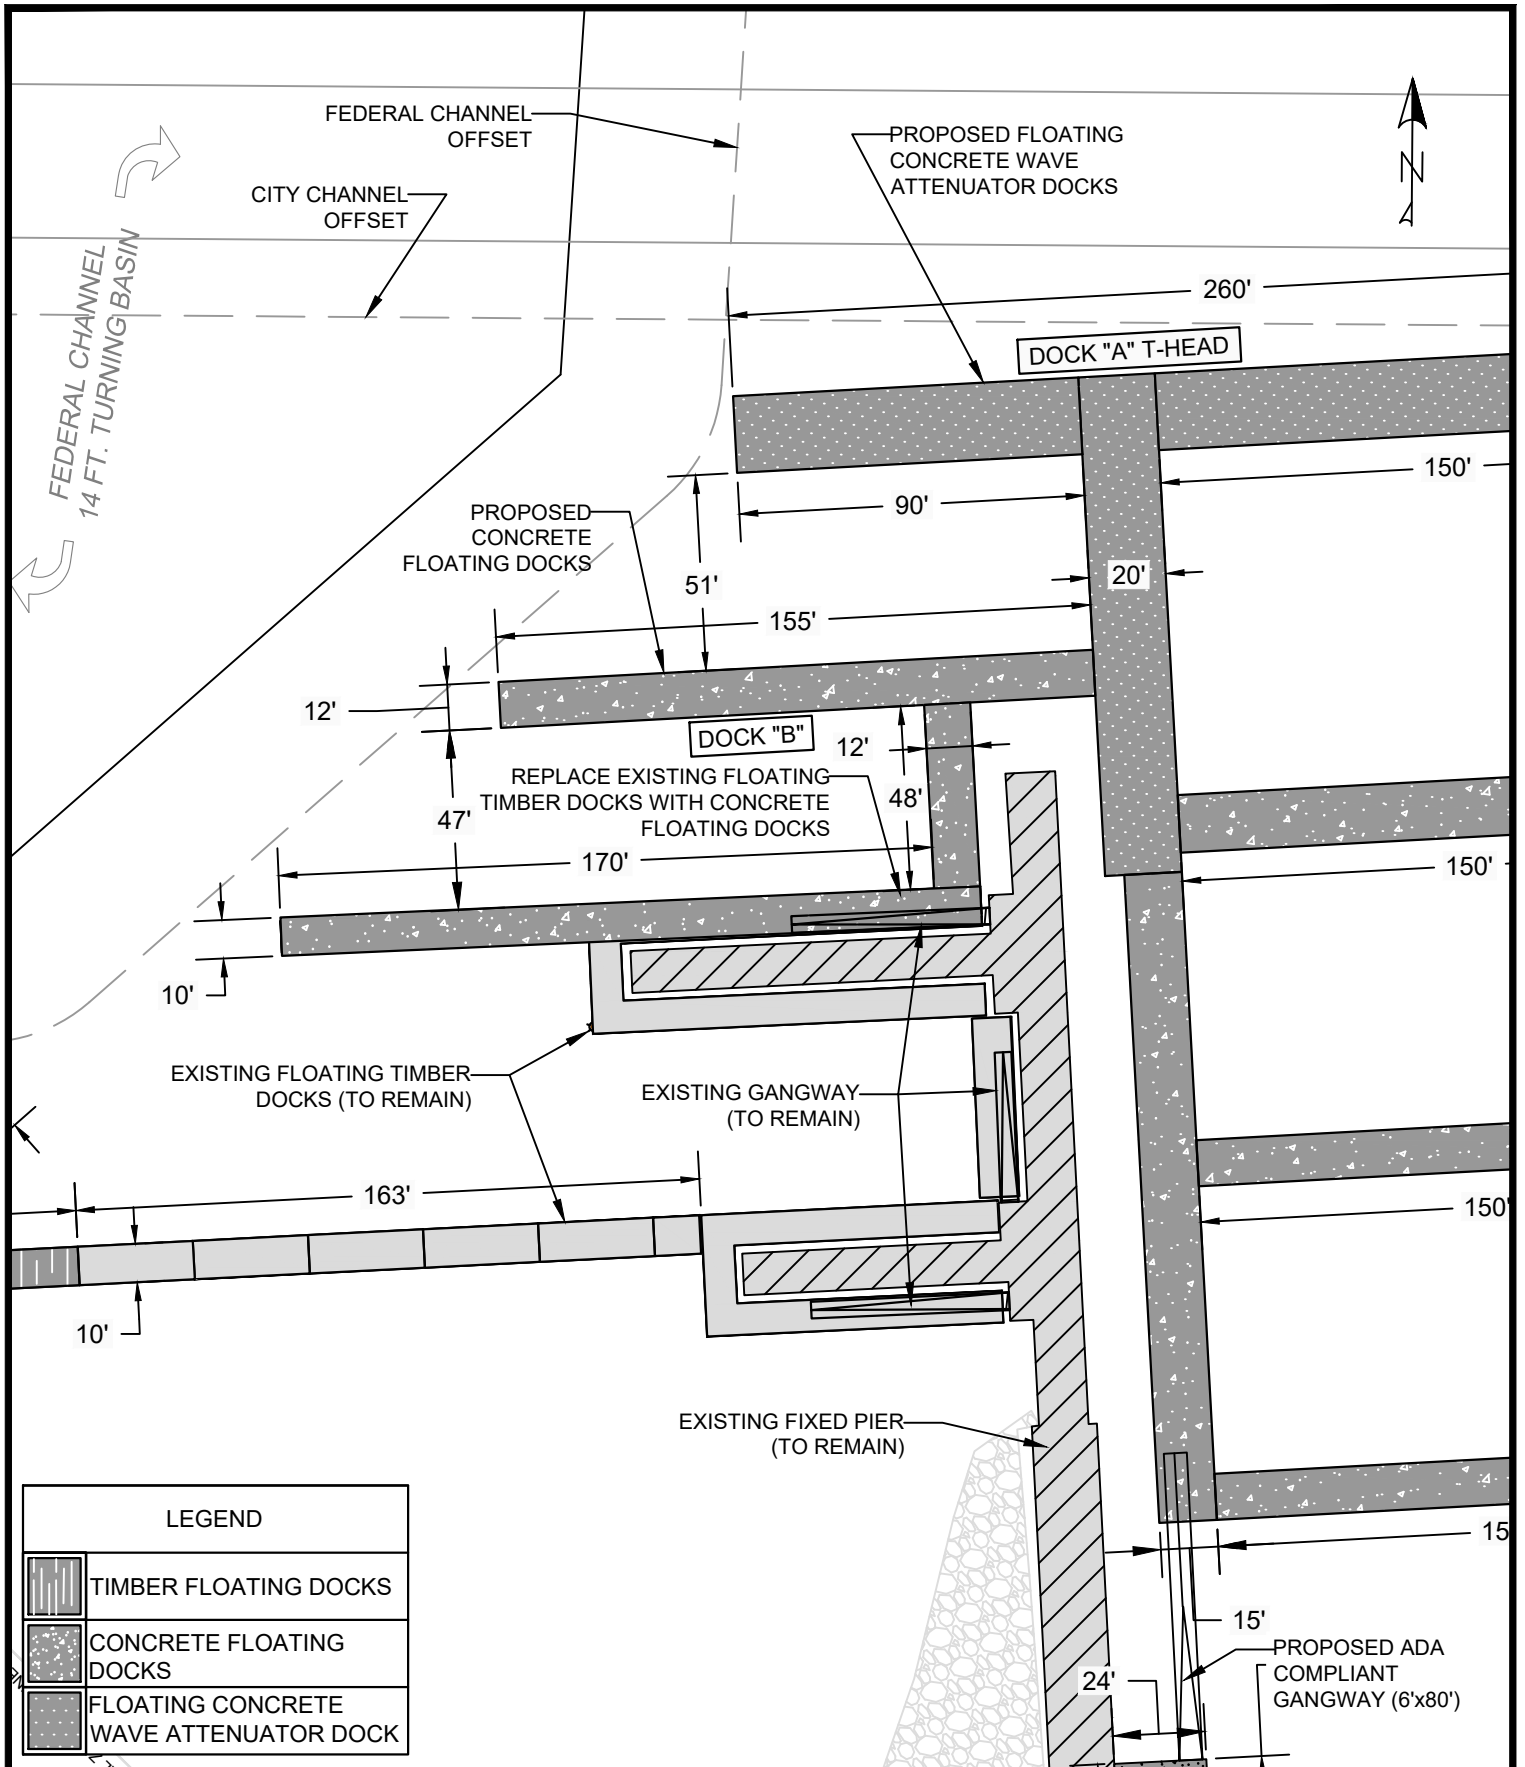 FEDERAL CHANNEL
OFFSET
CITY CHANNEL
OFFSET
PROPOSED FLOATING
CONCRETE WAVE
ATTENUATOR DOCKS
N
FEDERAL CHANNEL
14 FT. TURNING BASIN
260'
DOCK "A" T-HEAD
150'
90'
PROPOSED
CONCRETE
FLOATING DOCKS
51'
20'
155'
12'
DOCK "B"
12'
REPLACE EXISTING FLOATING
TIMBER DOCKS WITH CONCRETE
FLOATING DOCKS
48'
47'
170'
150'
10'
EXISTING FLOATING TIMBER
DOCKS (TO REMAIN)
EXISTING GANGWAY
(TO REMAIN)
163'
150'
10'
EXISTING FIXED PIER
(TO REMAIN)
LEGEND
TIMBER FLOATING DOCKS
CONCRETE FLOATING
DOCKS
FLOATING CONCRETE
WAVE ATTENUATOR DOCK
15
15'
PROPOSED ADA
COMPLIANT
GANGWAY (6'x80')
24'